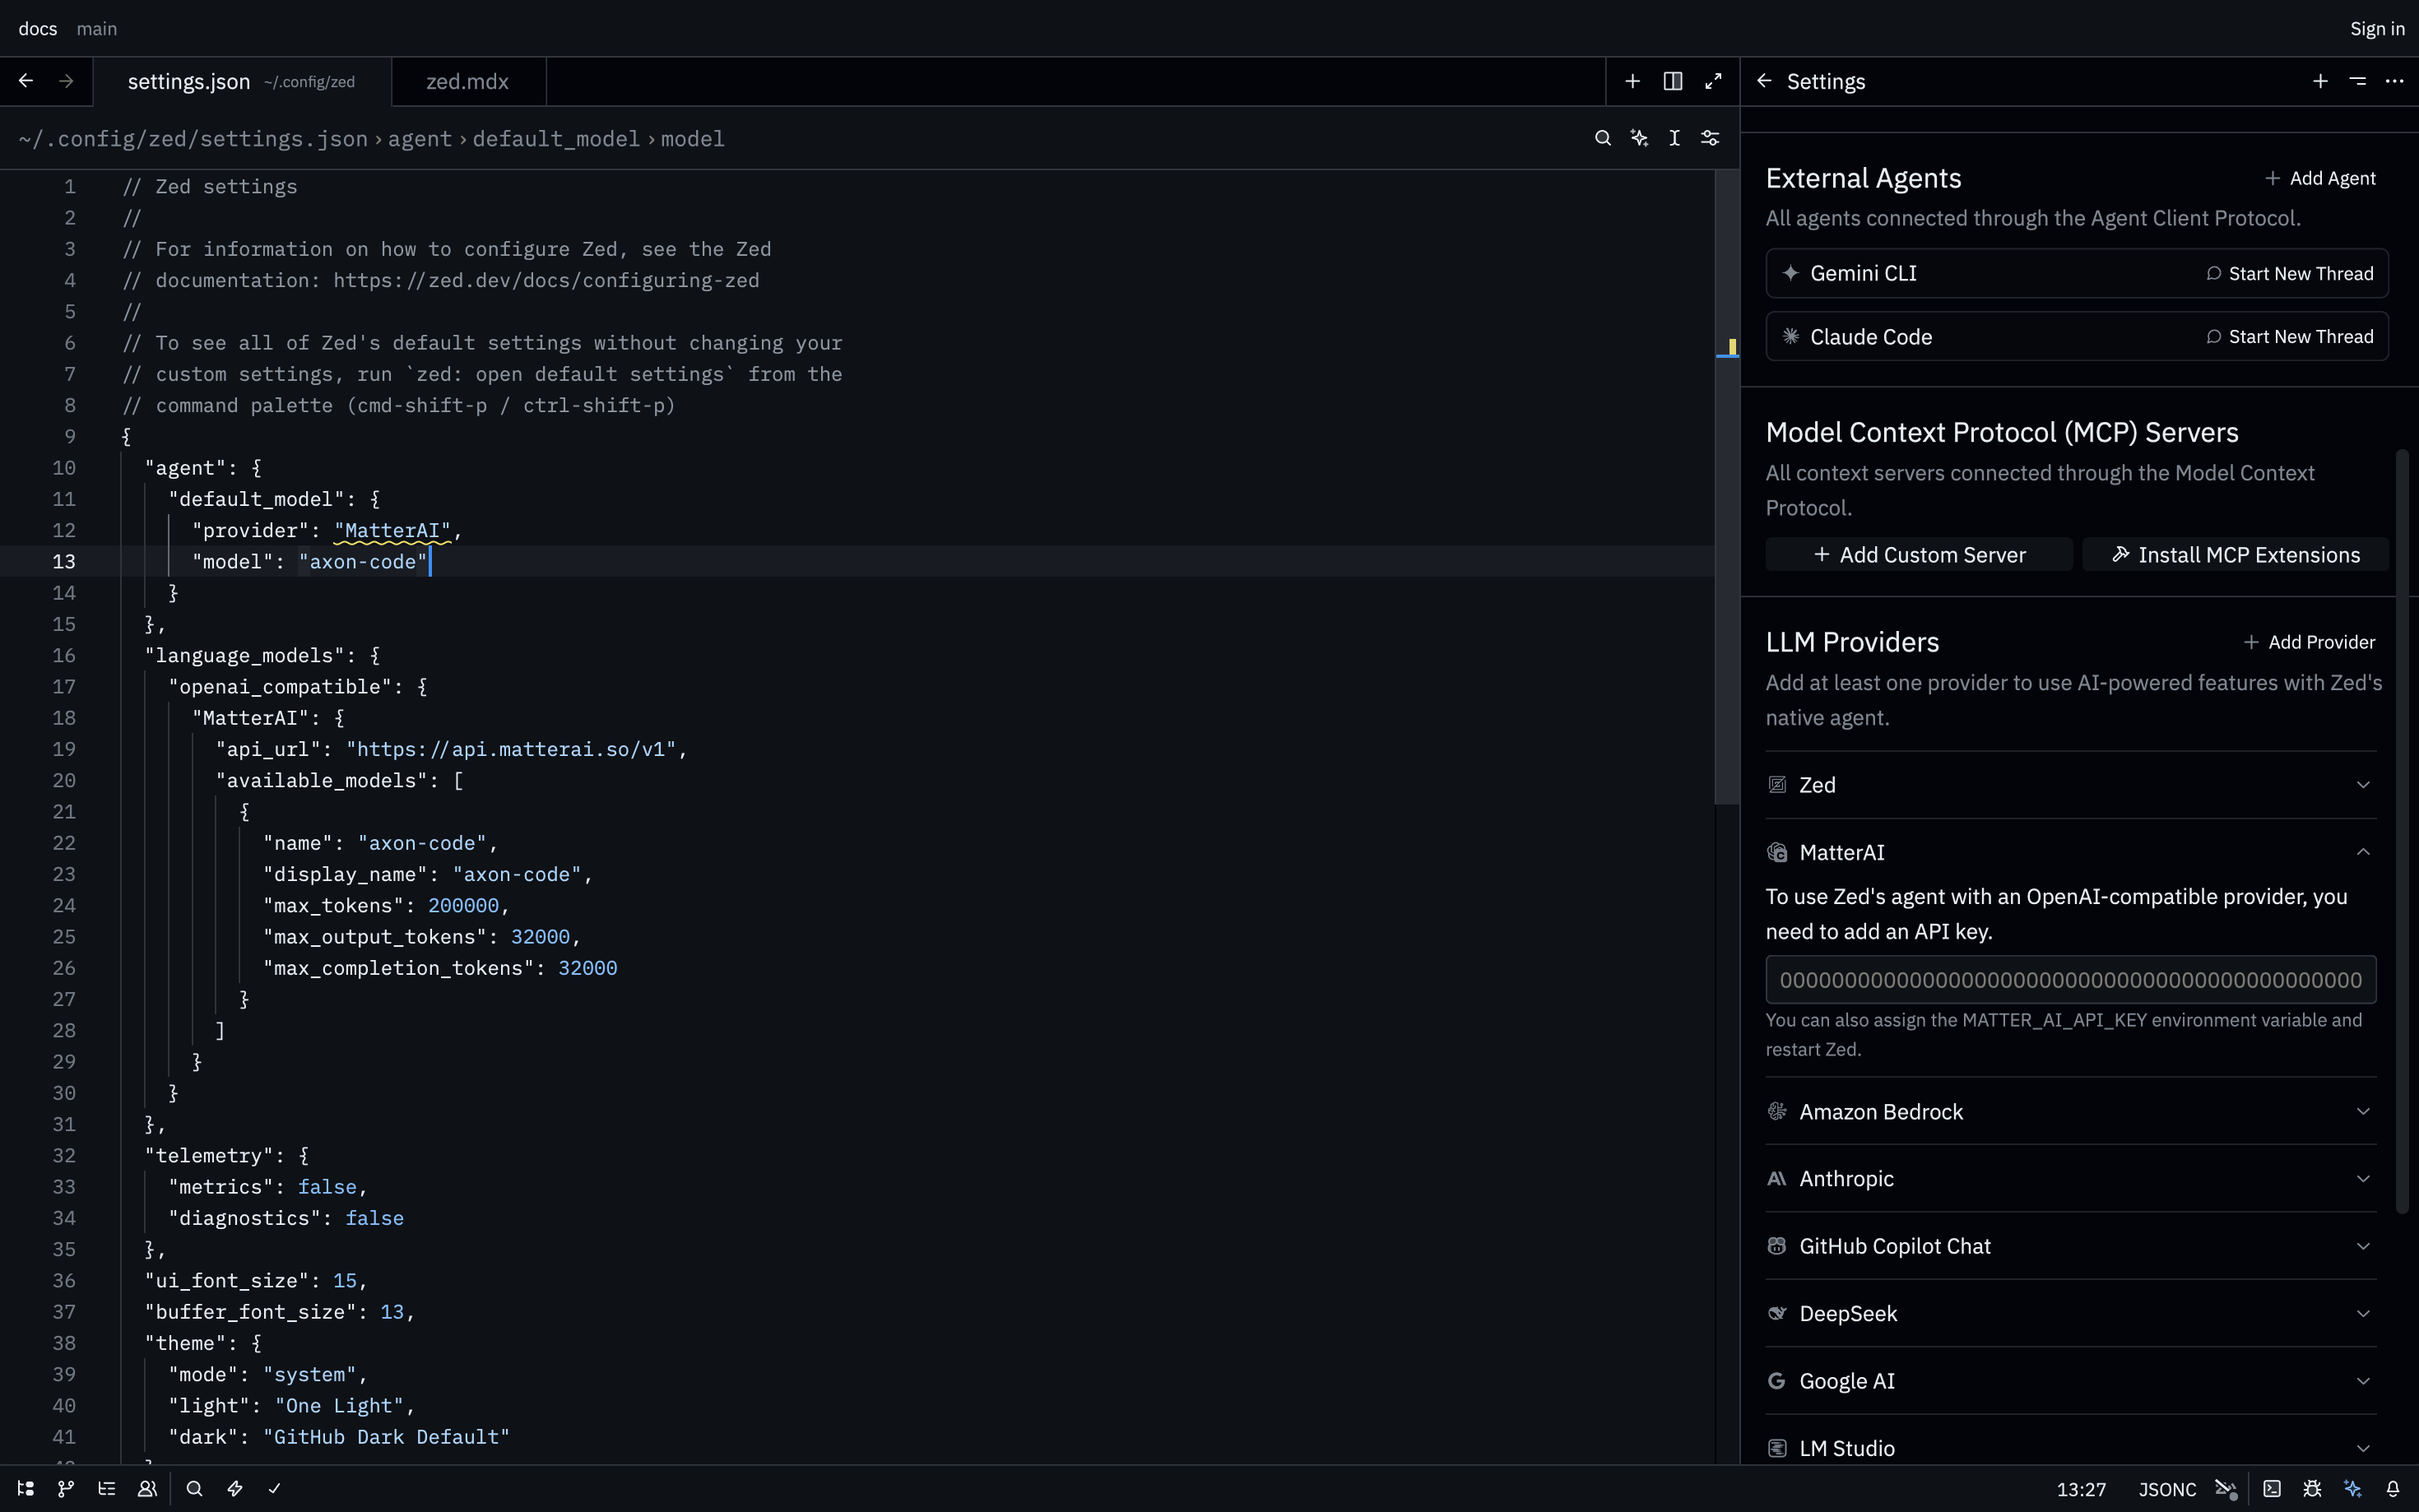 docs main
Sign in
settings.json ~/.config/zed
zed.mdx
~/.config/zed/settings.json › agent › default_model › model
1 // Zed settings
2 //
3 // For information on how to configure Zed, see the Zed
4 // documentation: https://zed.dev/docs/configuring-zed
5 //
6 // To see all of Zed's default settings without changing your
7 // custom settings, run `zed: open default settings` from the
8 // command palette (cmd-shift-p / ctrl-shift-p)
9 {
10 "agent": {
11 "default_model": {
12 "provider": "MatterAI",
13 "model": "axon-code"
14 }
15 },
16 "language_models": {
17 "openai_compatible": {
18 "MatterAI": {
19 "api_url": "https://api.matterai.so/v1",
20 "available_models": [
21 {
22 "name": "axon-code",
23 "display_name": "axon-code",
24 "max_tokens": 200000,
25 "max_output_tokens": 32000,
26 "max_completion_tokens": 32000
27 }
28 ]
29 }
30 }
31 },
32 "telemetry": {
33 "metrics": false,
34 "diagnostics": false
35 },
36 "ui_font_size": 15,
37 "buffer_font_size": 13,
38 "theme": {
39 "mode": "system",
40 "light": "One Light",
41 "dark": "GitHub Dark Default"
Settings
External Agents
+ Add Agent
All agents connected through the Agent Client Protocol.
Gemini CLI
Start New Thread
Claude Code
Start New Thread
Model Context Protocol (MCP) Servers
All context servers connected through the Model Context
Protocol.
+ Add Custom Server
Install MCP Extensions
LLM Providers
+ Add Provider
Add at least one provider to use AI-powered features with Zed's
native agent.
Zed
MatterAI
To use Zed's agent with an OpenAI-compatible provider, you
need to add an API key.
000000000000000000000000000000000000000000000
You can also assign the MATTER_AI_API_KEY environment variable and
restart Zed.
Amazon Bedrock
Anthropic
GitHub Copilot Chat
DeepSeek
Google AI
LM Studio
13:27
JSONC